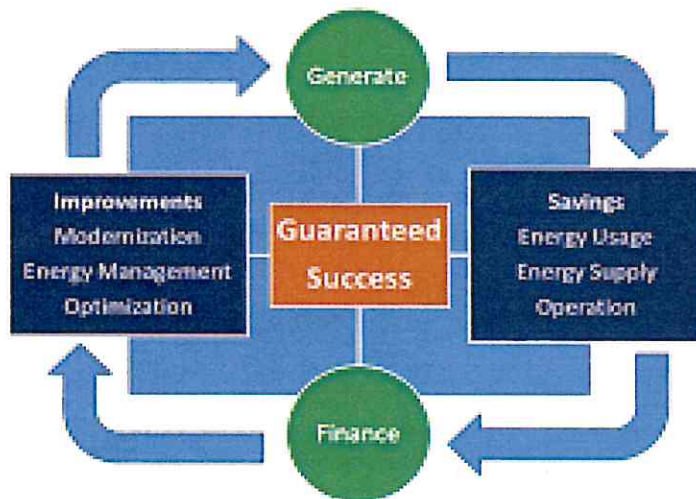 Generate
Improvements
Modernization
Energy Management
Optimization
Guaranteed
Success
Savings
Energy Usage
Energy Supply
Operation
Finance